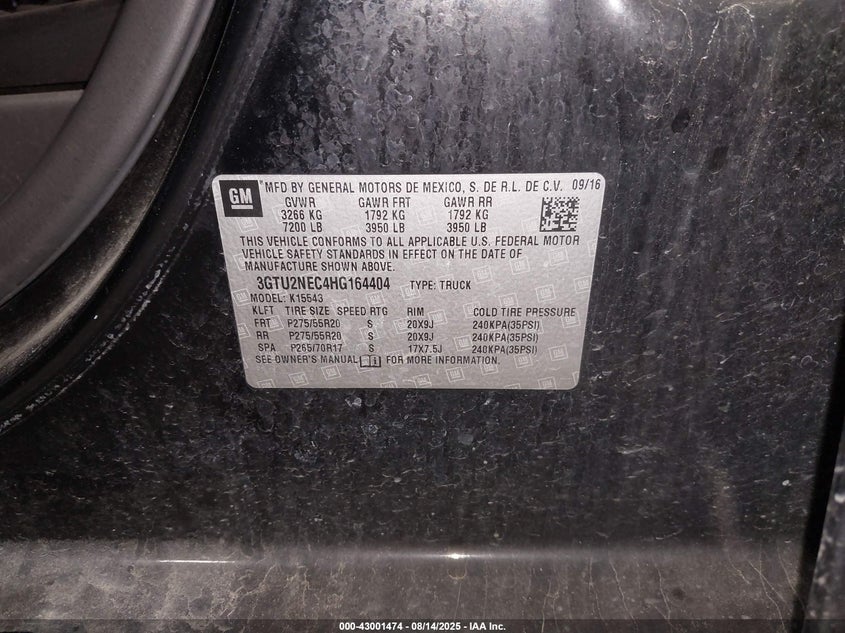 GM
® MFD BY GENERAL MOTORS DE MEXICO, S. DE R.L. DE C.V. 09/16
GVWR GAWR FRT GAWR RR
3266 KG 1792 KG 1792 KG
7200 LB 3950 LB 3950 LB
THIS VEHICLE CONFORMS TO ALL APPLICABLE U.S. FEDERAL MOTOR
VEHICLE SAFETY STANDARDS IN EFFECT ON THE DATE OF
MANUFACTURE SHOWN ABOVE.
3GTU2NEC4HG164404 TYPE: TRUCK
MODEL: K15543
KLFT TIRE SIZE SPEED RTG RIM COLD TIRE PRESSURE
FRT P275/55R20 S 20X9J 240KPA(35PSI)
RR P275/55R20 S 20X9J 240KPA(35PSI)
SPA P265/70R17 S 17X7.5J 240KPA(35PSI)
SEE OWNER'S MANUAL FOR MORE INFORMATION.
000-43001474 - 08/14/2025 - IAA Inc.